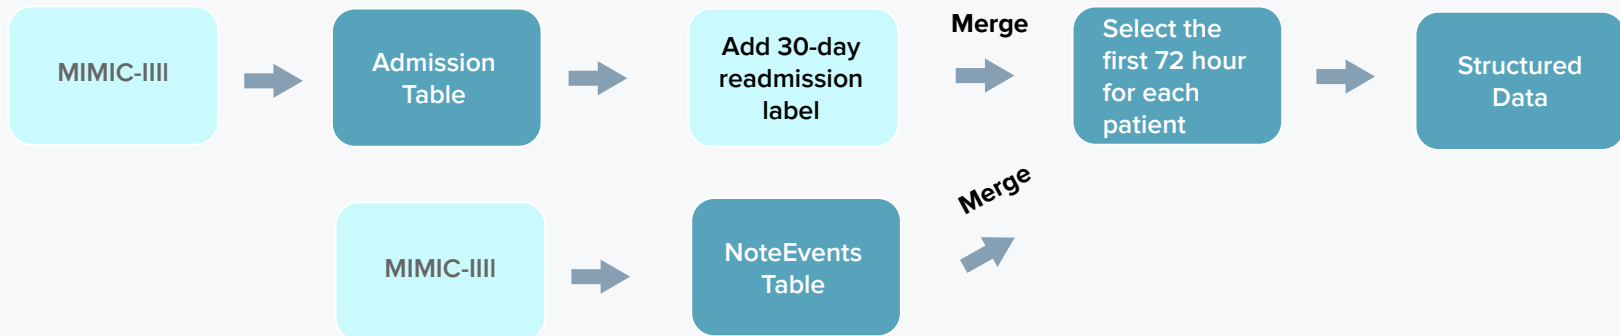 MIMIC-IIII
Admission
Table
Add 30-day
readmission
label
Merge
Select the
first 72 hour
for each
patient
Structured
Data
MIMIC-IIII
NoteEvents
Table
Merge